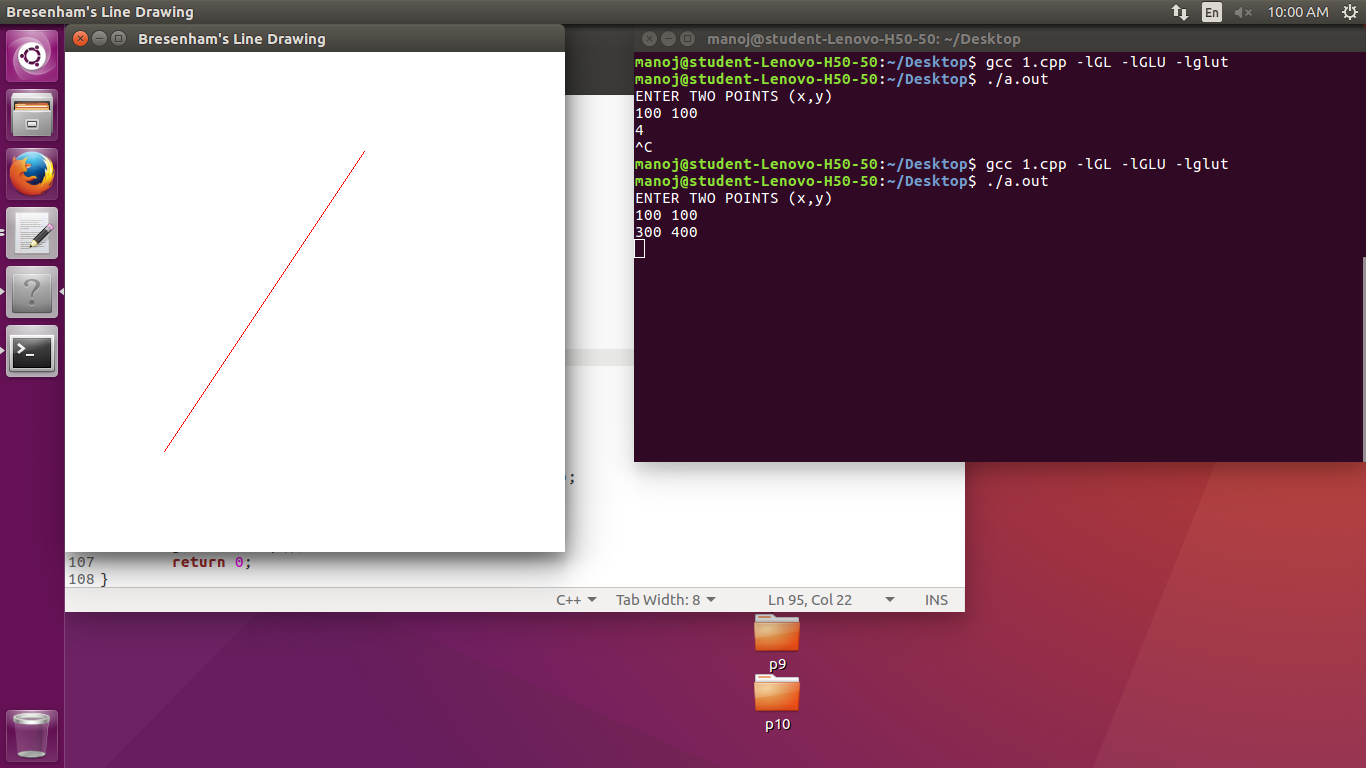 Bresenham's Line Drawing
En
10:00 AM
Bresenham's Line Drawing
manoj@student-Lenovo-H50-50: ~/Desktop
manoj@student-Lenovo-H50-50:~/Desktop$ gcc 1.cpp -lGL -lGLU -lglut
manoj@student-Lenovo-H50-50:~/Desktop$ ./a.out
ENTER TWO POINTS (x,y)
100 100
4
^C
manoj@student-Lenovo-H50-50:~/Desktop$ gcc 1.cpp -lGL -lGLU -lglut
manoj@student-Lenovo-H50-50:~/Desktop$ ./a.out
ENTER TWO POINTS (x,y)
100 100
300 400
;
107 return 0;
108 }
C++ Tab Width: 8 Ln 95, Col 22 INS
p9
p10